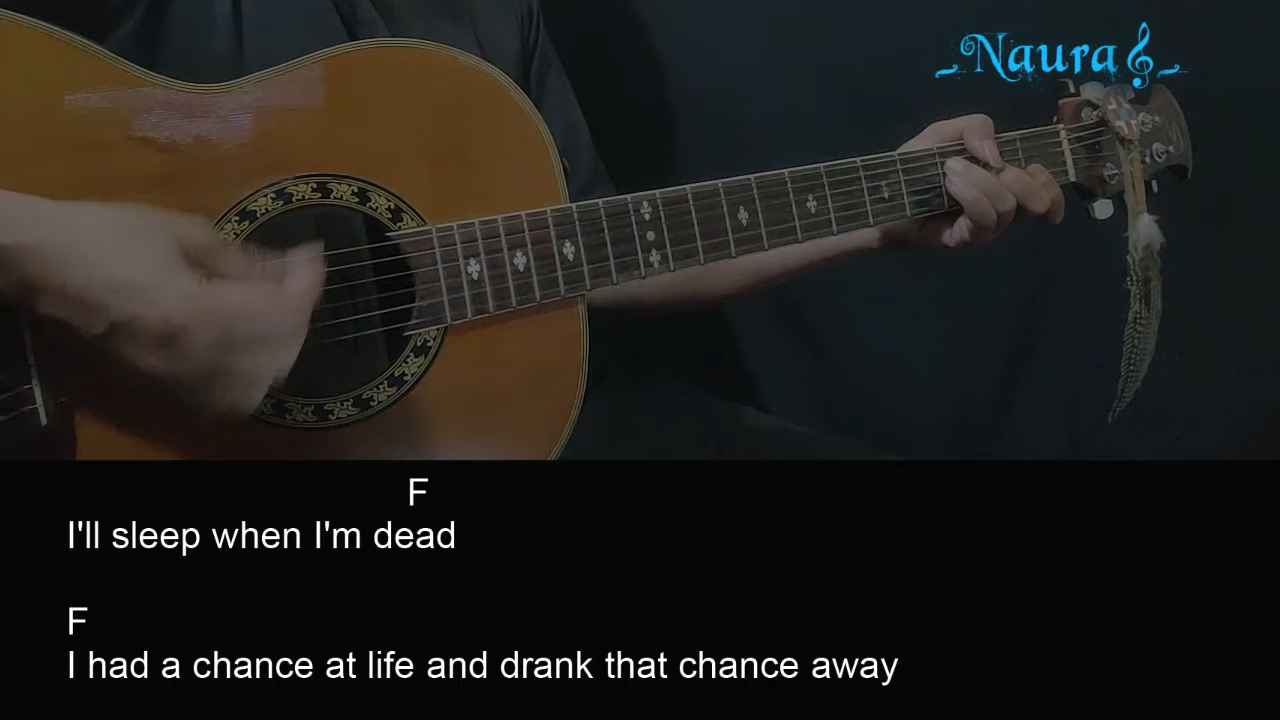 Naura
F
I'll sleep when I'm dead
F
I had a chance at life and drank that chance away